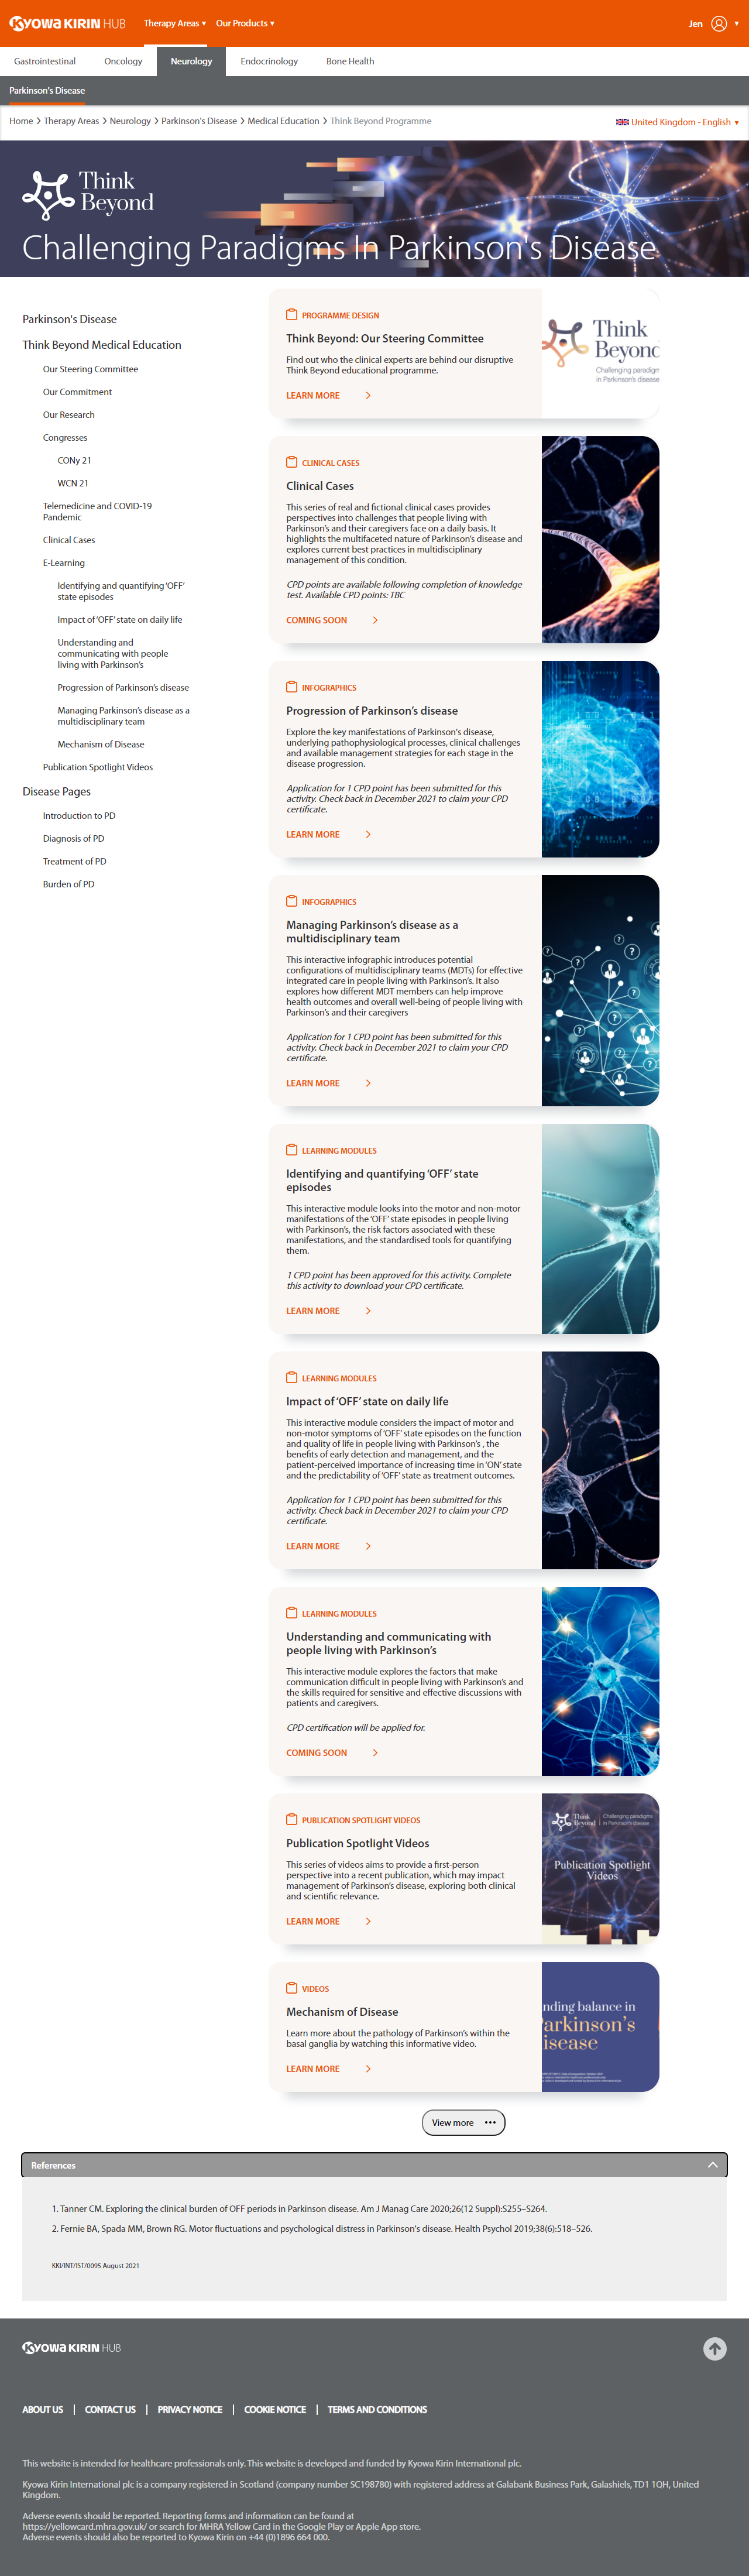 KYOWA KIRIN HUB
Therapy Areas ▼ Our Products ▼
Jen ▼
Gastrointestinal Oncology Neurology Endocrinology Bone Health
Parkinson's Disease
Home > Therapy Areas > Neurology > Parkinson's Disease > Medical Education > Think Beyond Programme
United Kingdom - English ▼
Think
Beyond
Challenging Paradigms In Parkinson's Disease
Parkinson's Disease
Think Beyond Medical Education
Our Steering Committee
Our Commitment
Our Research
Congresses
CONy 21
WCN 21
Telemedicine and COVID-19
Pandemic
Clinical Cases
E-Learning
Identifying and quantifying ‘OFF’
state episodes
Impact of ‘OFF’ state on daily life
Understanding and
communicating with people
living with Parkinson’s
Progression of Parkinson’s disease
Managing Parkinson’s disease as a
multidisciplinary team
Mechanism of Disease
Publication Spotlight Videos
Disease Pages
Introduction to PD
Diagnosis of PD
Treatment of PD
Burden of PD
PROGRAMME DESIGN
Think Beyond: Our Steering Committee
Find out who the clinical experts are behind our disruptive
Think Beyond educational programme.
LEARN MORE >
Think
Beyond
Challenging paradigm
in Parkinson's disease
CLINICAL CASES
Clinical Cases
This series of real and fictional clinical cases provides
perspectives into challenges that people living with
Parkinson’s and their caregivers face on a daily basis. It
highlights the multifaceted nature of Parkinson’s disease and
explores current best practices in multidisciplinary
management of this condition.
CPD points are available following completion of knowledge
test. Available CPD points: TBC
COMING SOON >
INFOGRAPHICS
Progression of Parkinson’s disease
Explore the key manifestations of Parkinson's disease,
underlying pathophysiological processes, clinical challenges
and available management strategies for each stage in the
disease progression.
Application for 1 CPD point has been submitted for this
activity. Check back in December 2021 to claim your CPD
certificate.
LEARN MORE >
INFOGRAPHICS
Managing Parkinson’s disease as a
multidisciplinary team
This interactive infographic introduces potential
configurations of multidisciplinary teams (MDTs) for effective
integrated care in people living with Parkinson’s. It also
explores how different MDT members can help improve
health outcomes and overall well-being of people living with
Parkinson’s and their caregivers
Application for 1 CPD point has been submitted for this
activity. Check back in December 2021 to claim your CPD
certificate.
LEARN MORE >
LEARNING MODULES
Identifying and quantifying ‘OFF’ state
episodes
This interactive module looks into the motor and non-motor
manifestations of the ‘OFF’ state episodes in people living
with Parkinson’s, the risk factors associated with these
manifestations, and the standardised tools for quantifying
them.
1 CPD point has been approved for this activity. Complete
this activity to download your CPD certificate.
LEARN MORE >
LEARNING MODULES
Impact of ‘OFF’ state on daily life
This interactive module considers the impact of motor and
non-motor symptoms of ‘OFF’ state episodes on the function
and quality of life in people living with Parkinson’s , the
benefits of early detection and management, and the
patient-perceived importance of increasing time in ‘ON’ state
and the predictability of ‘OFF’ state as treatment outcomes.
Application for 1 CPD point has been submitted for this
activity. Check back in December 2021 to claim your CPD
certificate.
LEARN MORE >
LEARNING MODULES
Understanding and communicating with
people living with Parkinson’s
This interactive module explores the factors that make
communication difficult in people living with Parkinson’s and
the skills required for sensitive and effective discussions with
patients and caregivers.
CPD certification will be applied for.
COMING SOON >
PUBLICATION SPOTLIGHT VIDEOS
Publication Spotlight Videos
This series of videos aims to provide a first-person
perspective into a recent publication, which may impact
management of Parkinson’s disease, exploring both clinical
and scientific relevance.
LEARN MORE >
Think
Beyond
Challenging paradigms
in Parkinson's disease
Publication Spotlight
Videos
VIDEOS
Mechanism of Disease
Learn more about the pathology of Parkinson’s within the
basal ganglia by watching this informative video.
LEARN MORE >
nding balance in
arkinson's
isease
View more •••
References
1. Tanner CM. Exploring the clinical burden of OFF periods in Parkinson disease. Am J Manag Care 2020;26(12 Suppl):S255–S264.
2. Fernie BA, Spada MM, Brown RG. Motor fluctuations and psychological distress in Parkinson's disease. Health Psychol 2019;38(6):518–526.
KKI/INT/IST/0095 August 2021
KYOWA KIRIN HUB
ABOUT US | CONTACT US | PRIVACY NOTICE | COOKIE NOTICE | TERMS AND CONDITIONS
This website is intended for healthcare professionals only. This website is developed and funded by Kyowa Kirin International plc.
Kyowa Kirin International plc is a company registered in Scotland (company number SC198780) with registered address at Galabank Business Park, Galashiels, TD1 1QH, United
Kingdom.
Adverse events should be reported. Reporting forms and information can be found at
https://yellowcard.mhra.gov.uk/ or search for MHRA Yellow Card in the Google Play or Apple App store.
Adverse events should also be reported to Kyowa Kirin on +44 (0)1896 664 000.